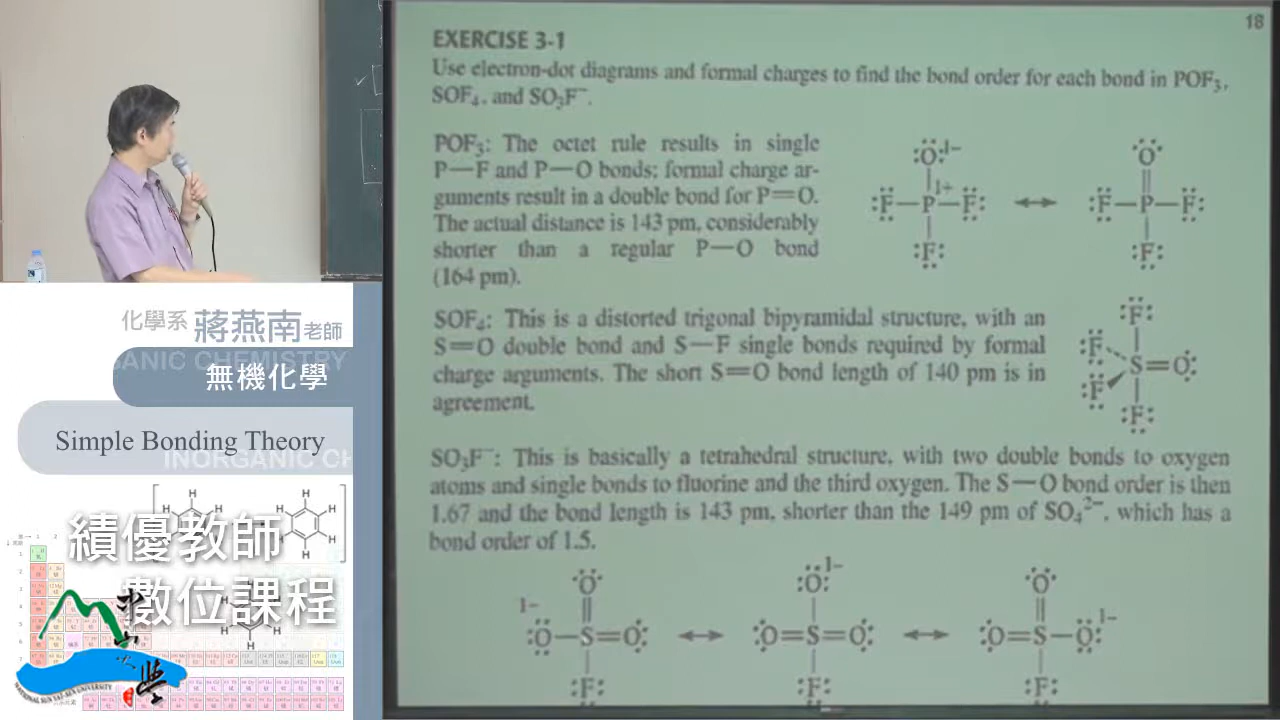 18
EXERCISE 3-1
Use electron-dot diagrams and formal charges to find the bond order for each bond in POF₃,
SOF₄, and SO₃F⁻.
POF₃: The octet rule results in single
P—F and P—O bonds; formal charge ar-
guments result in a double bond for P=O.
The actual distance is 143 pm, considerably
shorter than a regular P—O bond
(164 pm).
SOF₄: This is a distorted trigonal bipyramidal structure, with an
S=O double bond and S—F single bonds required by formal
charge arguments. The short S=O bond length of 140 pm is in
agreement.
SO₃F⁻: This is basically a tetrahedral structure, with two double bonds to oxygen
atoms and single bonds to fluorine and the third oxygen. The S—O bond order is then
1.67 and the bond length is 143 pm, shorter than the 149 pm of SO₄²⁻, which has a
bond order of 1.5.
化學系 蔣燕南老師
無機化學
Simple Bonding Theory
INORGANIC CH
績優教師
數位課程
NATIONAL SUN YAT-SEN UNIVERSITY